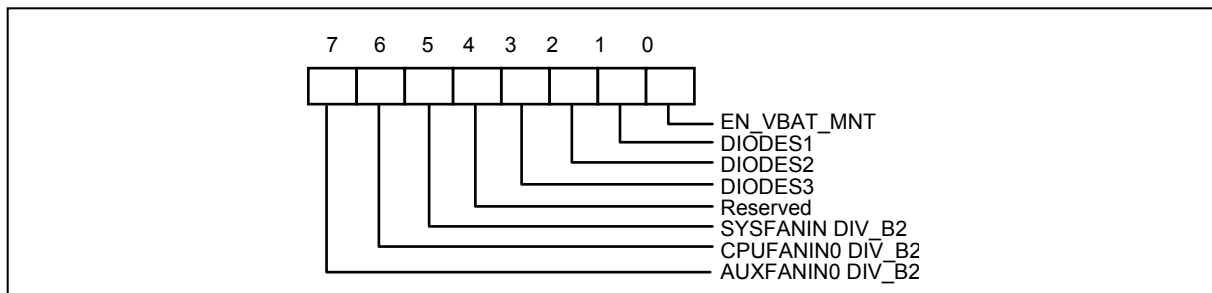 7 6 5 4 3 2 1 0
EN_VBAT_MNT
DIODES1
DIODES2
DIODES3
Reserved
SYSFANIN DIV_B2
CPUFANIN0 DIV_B2
AUXFANIN0 DIV_B2